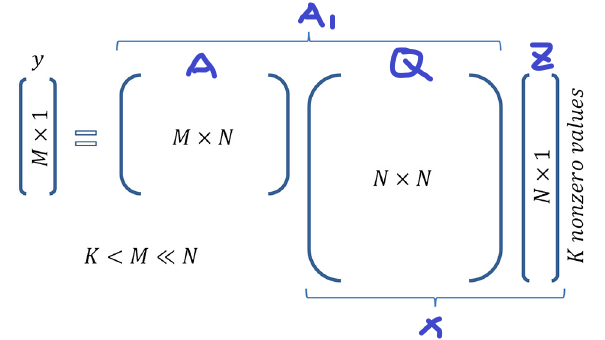 A₁
y
A
Q
Z
M × 1
=
M × N
N × N
N × 1
K nonzero values
K < M ≪ N
x